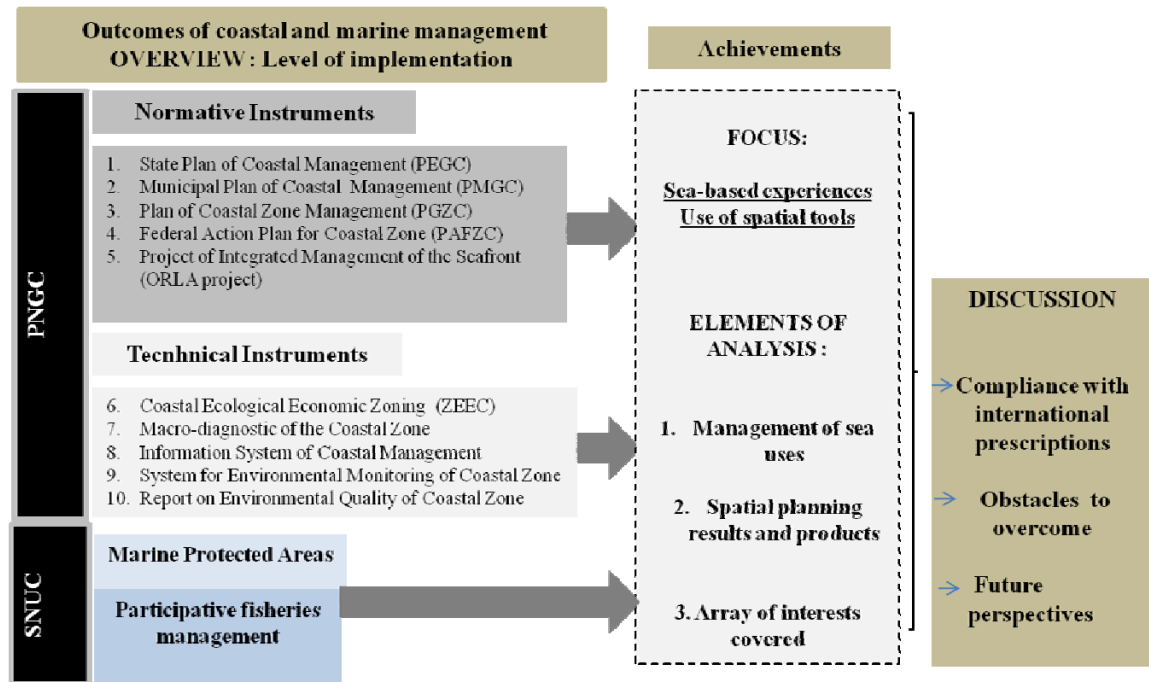 Outcomes of coastal and marine management
OVERVIEW : Level of implementation
Achievements
PNGC
Normative Instruments
1. State Plan of Coastal Management (PEGC)
2. Municipal Plan of Coastal Management (PMGC)
3. Plan of Coastal Zone Management (PGZC)
4. Federal Action Plan for Coastal Zone (PAFZC)
5. Project of Integrated Management of the Seafront
(ORLA project)
Tecnhnical Instruments
6. Coastal Ecological Economic Zoning (ZEEC)
7. Macro-diagnostic of the Coastal Zone
8. Information System of Coastal Management
9. System for Environmental Monitoring of Coastal Zone
10. Report on Environmental Quality of Coastal Zone
SNUC
Marine Protected Areas
Participative fisheries
management
FOCUS:
Sea-based experiences
Use of spatial tools
ELEMENTS OF
ANALYSIS :
1. Management of sea
uses
2. Spatial planning
results and products
3. Array of interests
covered
DISCUSSION
Compliance with
international
prescriptions
Obstacles to
overcome
Future
perspectives